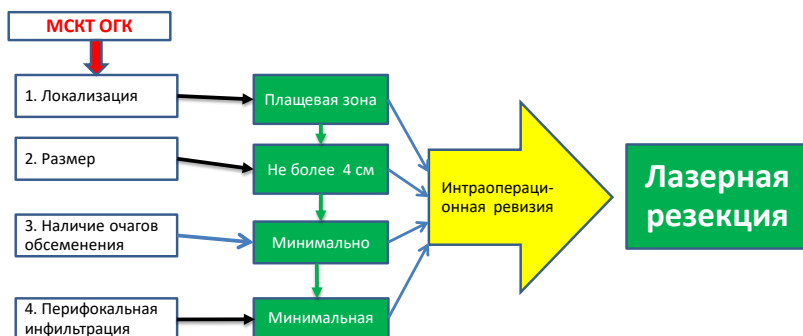 МСКТ ОГК
1. Локализация
Плащевая зона
2. Размер
Не более 4 см
3. Наличие очагов
обсеменения
Минимально
4. Перифокальная
инфильтрация
Минимальная
Интраопераци-
онная ревизия
Лазерная
резекция